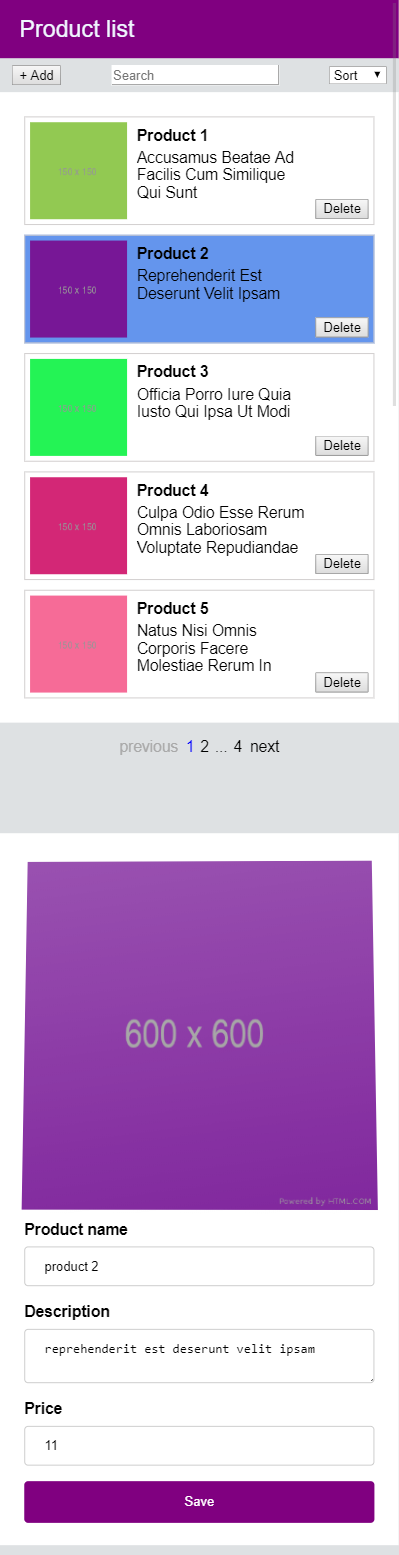 Product list
+ Add
Search
Sort
150 x 150
Product 1
Accusamus Beatae Ad
Facilis Cum Similique
Qui Sunt
Delete
150 x 150
Product 2
Reprehenderit Est
Deserunt Velit Ipsam
Delete
150 x 150
Product 3
Officia Porro Iure Quia
Iusto Qui Ipsa Ut Modi
Delete
150 x 150
Product 4
Culpa Odio Esse Rerum
Omnis Laboriosam
Voluptate Repudiandae
Delete
150 x 150
Product 5
Natus Nisi Omnis
Corporis Facere
Molestiae Rerum In
Delete
previous 1 2 ... 4 next
600 x 600
Powered by HTML.COM
Product name
product 2
Description
reprehenderit est deserunt velit ipsam
Price
11
Save